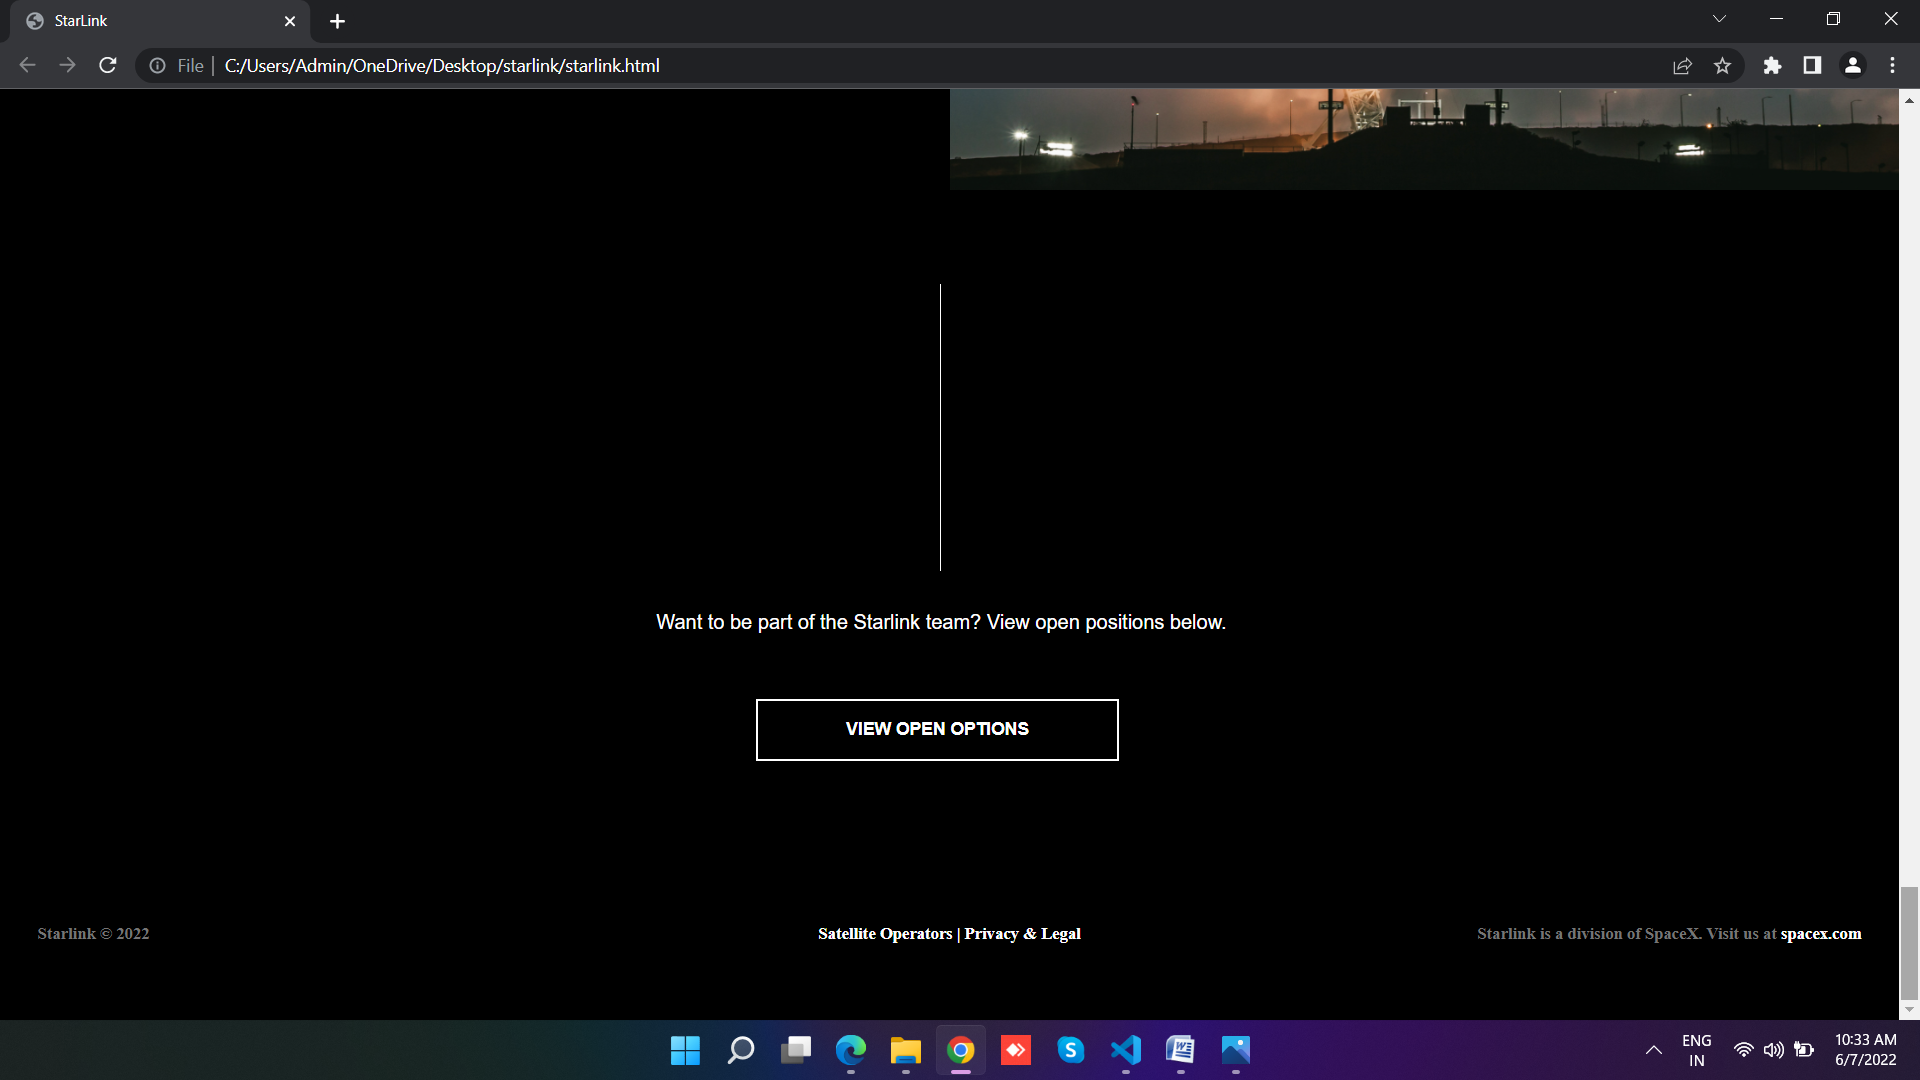 StarLink
File | C:/Users/Admin/OneDrive/Desktop/starlink/starlink.html
Want to be part of the Starlink team? View open positions below.
VIEW OPEN OPTIONS
Starlink © 2022
Satellite Operators | Privacy & Legal
Starlink is a division of SpaceX. Visit us at spacex.com
ENG
IN
10:33 AM
6/7/2022